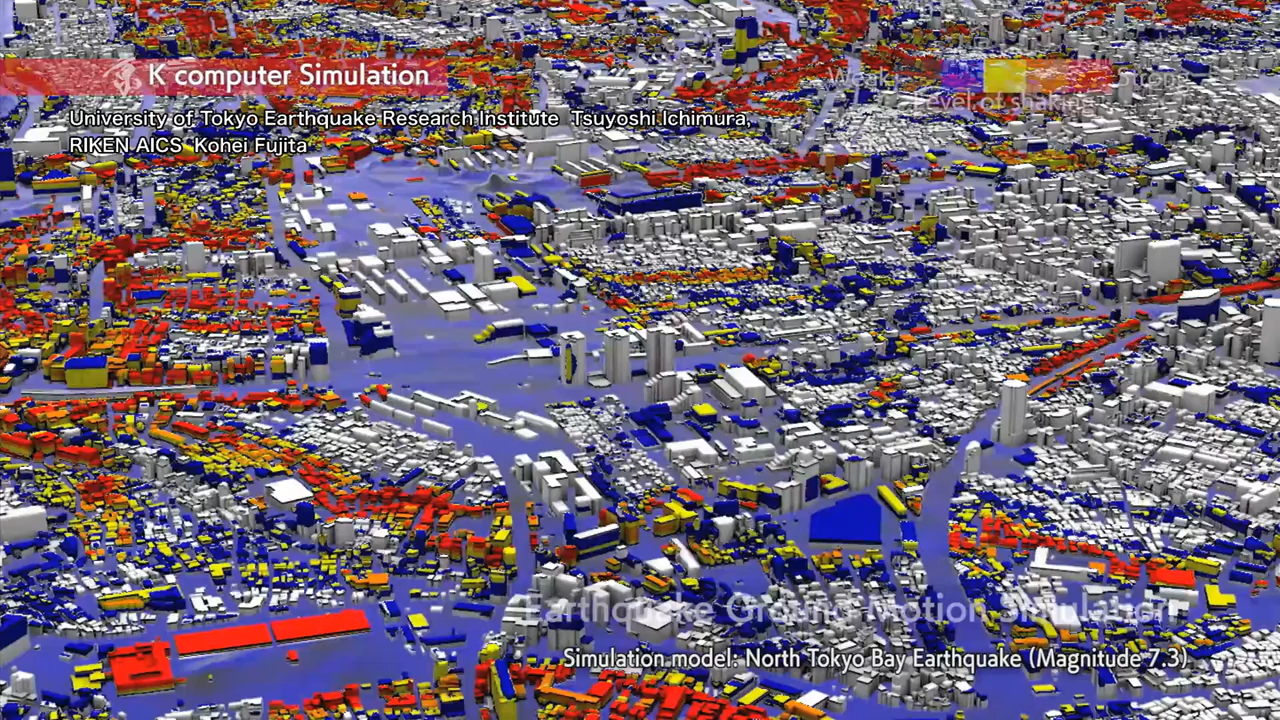 K computer Simulation
Weak Strong
Level of shaking
University of Tokyo Earthquake Research Institute Tsuyoshi Ichimura,
RIKEN AICS Kohei Fujita
Earthquake Ground Motion Simulation
Simulation model: North Tokyo Bay Earthquake (Magnitude 7.3)